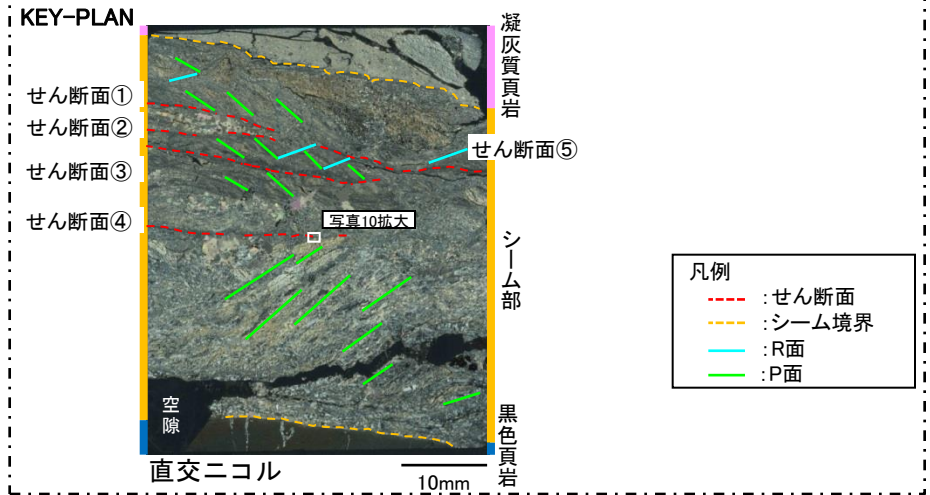 KEY-PLAN
凝灰質頁岩
せん断面①
せん断面②
せん断面③
せん断面④
せん断面⑤
写真10拡大
シーム部
空隙
黒色頁岩
直交ニコル
10mm
凡例
:せん断面
:シーム境界
:R面
:P面